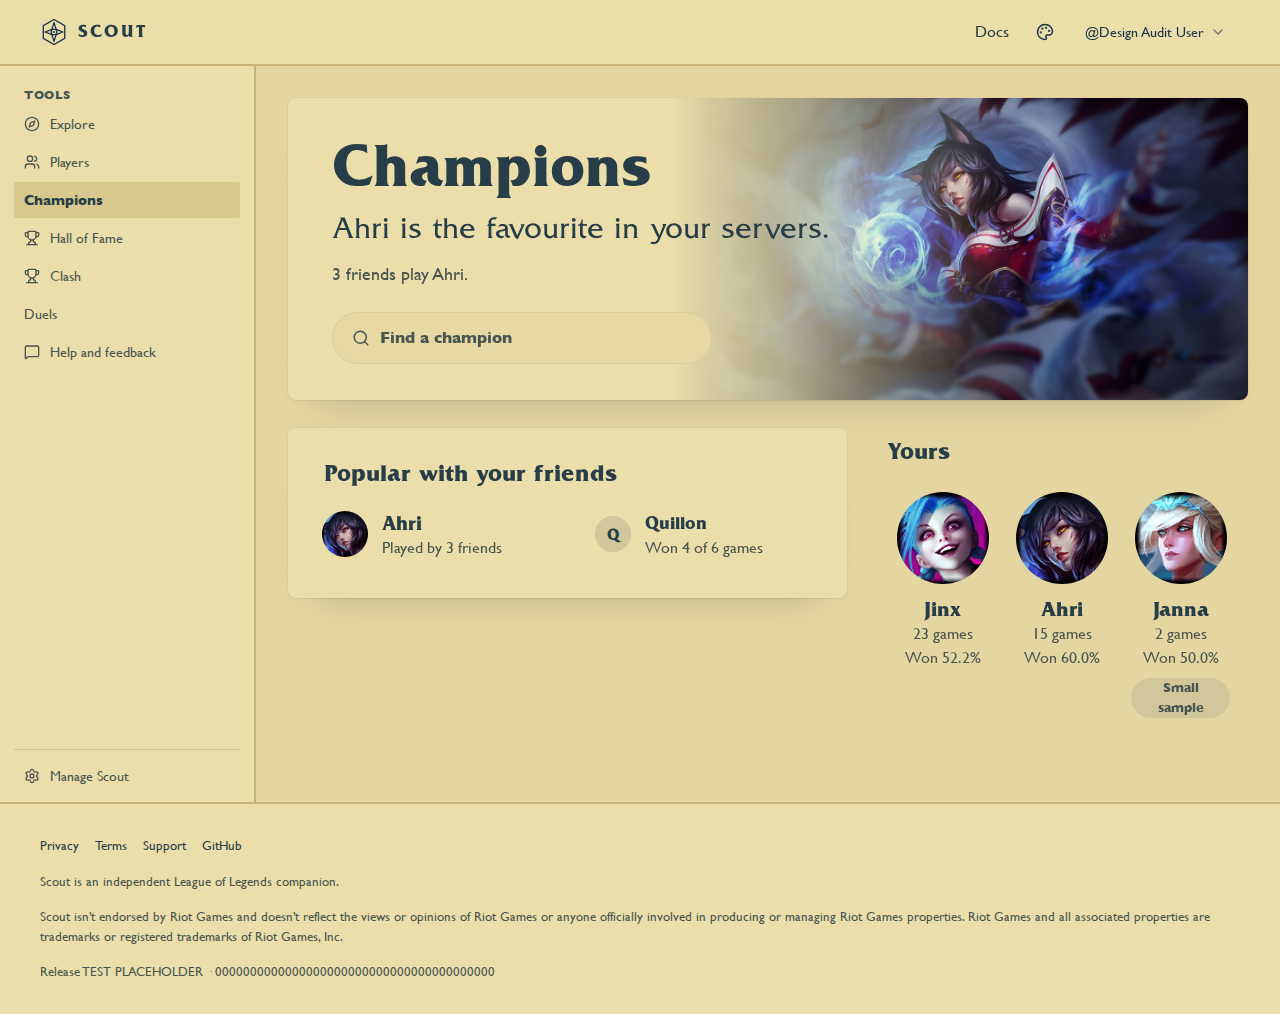 SCOUT
Docs
@Design Audit User
TOOLS
Explore
Players
Champions
Hall of Fame
Clash
Duels
Help and feedback
Manage Scout
Champions
Ahri is the favourite in your servers.
3 friends play Ahri.
Find a champion
Popular with your friends
Ahri
Played by 3 friends
Q
Quillon
Won 4 of 6 games
Yours
Jinx
23 games
Won 52.2%
Ahri
15 games
Won 60.0%
Janna
2 games
Won 50.0%
Small
sample
Privacy Terms Support GitHub
Scout is an independent League of Legends companion.
Scout isn't endorsed by Riot Games and doesn't reflect the views or opinions of Riot Games or anyone officially involved in producing or managing Riot Games properties. Riot Games and all associated properties are
trademarks or registered trademarks of Riot Games, Inc.
Release TEST PLACEHOLDER · 0000000000000000000000000000000000000000